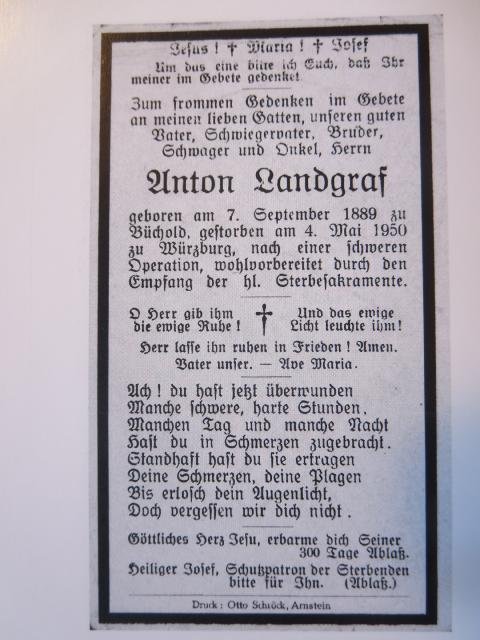 Jesus! † Maria! † Josef
Um das eine bitte ich Euch, daß Ihr
meiner im Gebete gedenket.
Zum frommen Gedenken im Gebete
an meinen lieben Gatten, unseren guten
Vater, Schwiegervater, Bruder,
Schwager und Onkel, Herrn
Anton Landgraf
geboren am 7. September 1889 zu
Büchold, gestorben am 4. Mai 1950
zu Würzburg, nach einer schweren
Operation, wohlvorbereitet durch den
Empfang der hl. Sterbesakramente.
O Herr gib ihm † Und das ewige
die ewige Ruhe! Licht leuchte ihm!
Herr lasse ihn ruhen in Frieden! Amen.
Vater unser. — Ave Maria.
Ach! du hast jetzt überwunden
Manche schwere, harte Stunden,
Manchen Tag und manche Nacht
Hast du in Schmerzen zugebracht.
Standhaft hast du sie ertragen
Deine Schmerzen, deine Plagen
Bis erlosch dein Augenlicht,
Doch vergessen wir dich nicht.
Göttliches Herz Jesu, erbarme dich Seiner
300 Tage Ablaß.
Heiliger Josef, Schutzpatron der Sterbenden
bitte für Ihn. (Ablaß.)
Druck: Otto Schröck, Arnstein